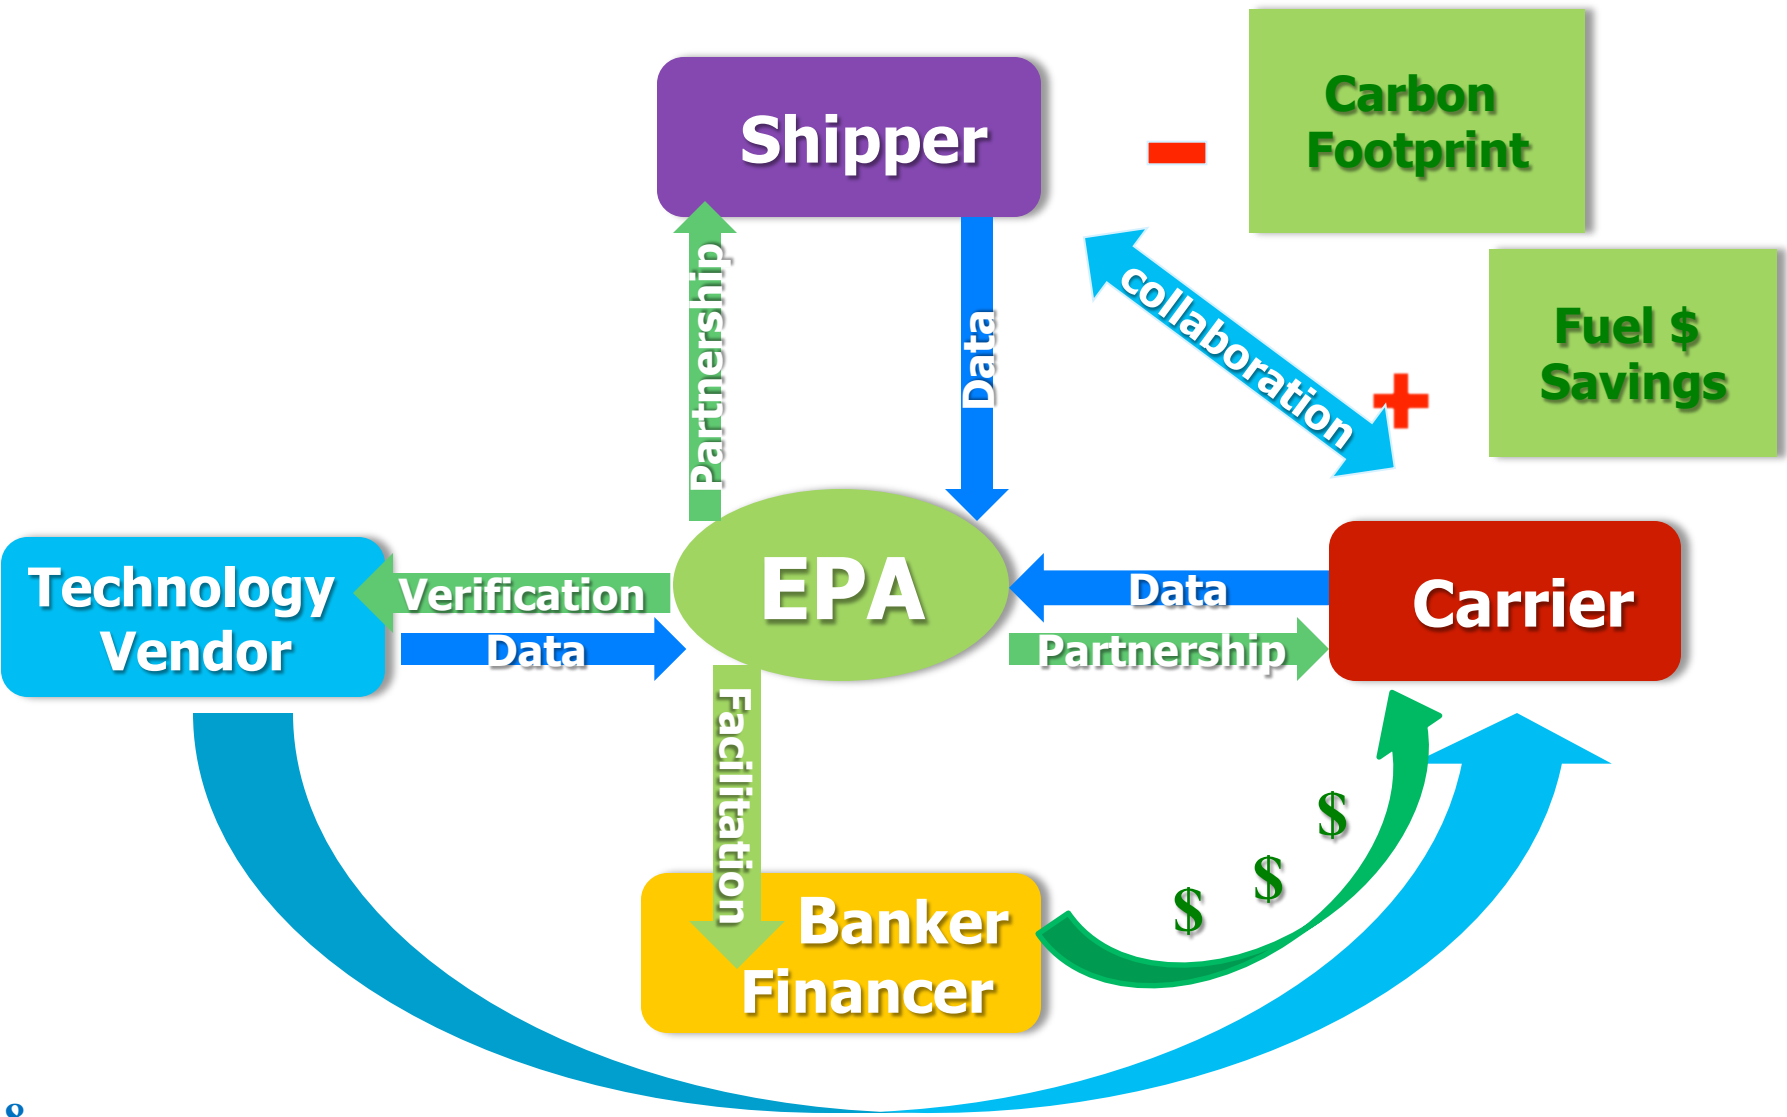 Carbon
Footprint
Shipper
-
collaboration
Fuel $
Savings
+
Partnership
Data
EPA
Technology
Vendor
Verification
Data
Data
Partnership
Carrier
Facilitation
Banker
Financer
$
$
$